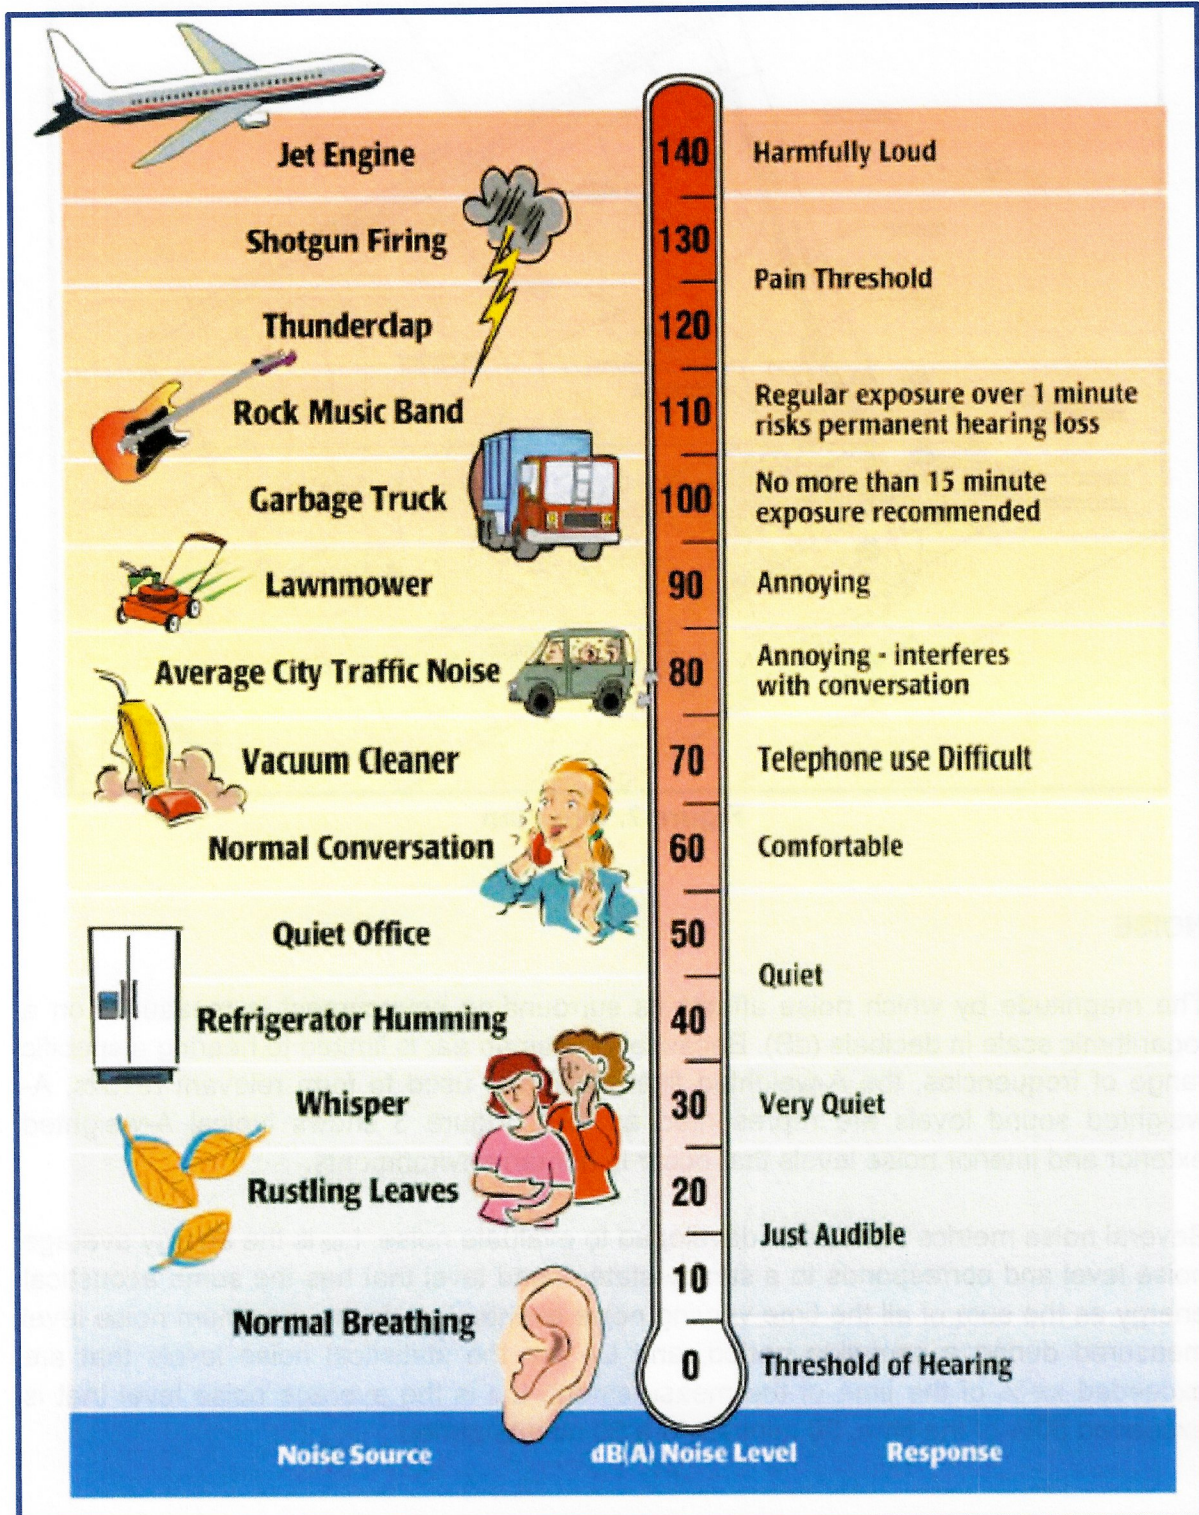 Jet Engine 140 Harmfully Loud
Shotgun Firing 130
Pain Threshold
Thunderclap 120
Rock Music Band 110 Regular exposure over 1 minute
risks permanent hearing loss
Garbage Truck 100 No more than 15 minute
exposure recommended
Lawnmower 90 Annoying
Average City Traffic Noise 80 Annoying - interferes
with conversation
Vacuum Cleaner 70 Telephone use Difficult
Normal Conversation 60 Comfortable
Quiet Office 50
Quiet
Refrigerator Humming 40
Whisper 30 Very Quiet
Rustling Leaves 20
Just Audible
10
Normal Breathing
0 Threshold of Hearing
Noise Source dB(A) Noise Level Response